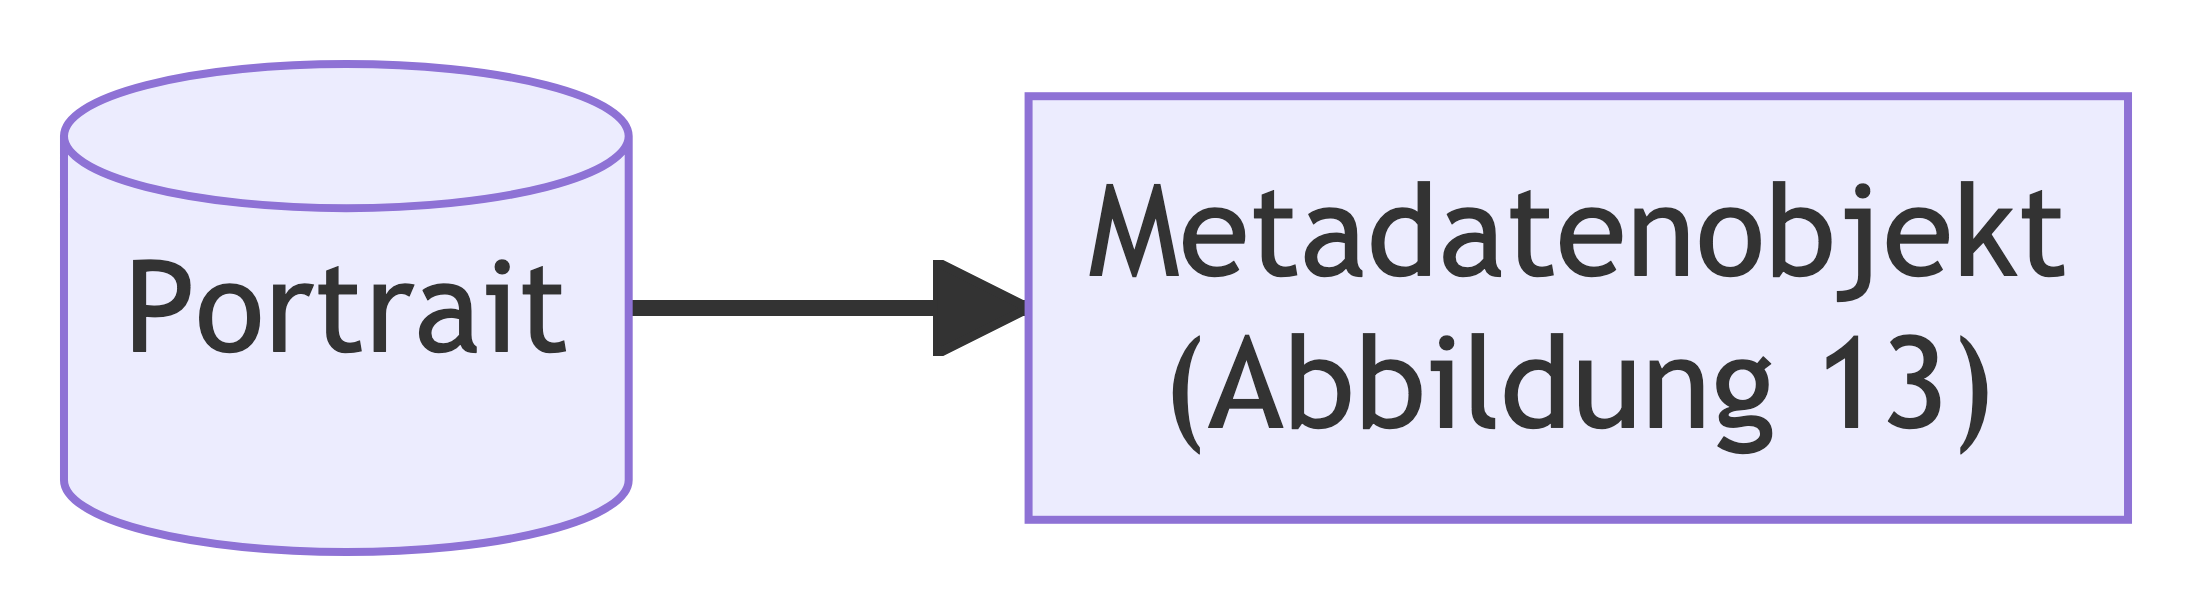 Portrait
Metadatenobjekt
(Abbildung 13)